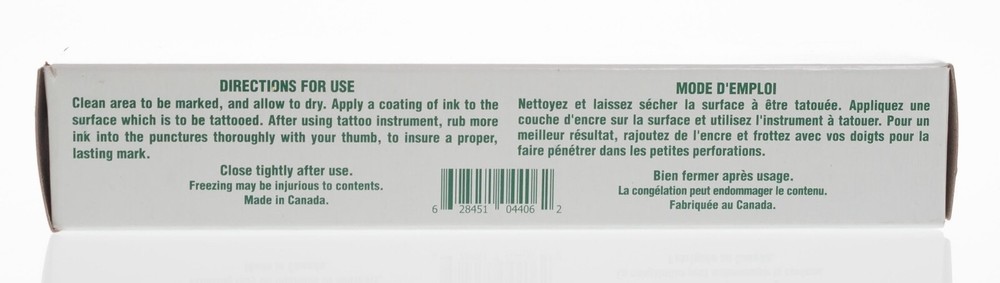 DIRECTIONS FOR USE
Clean area to be marked, and allow to dry. Apply a coating of ink to the
surface which is to be tattooed. After using tattoo instrument, rub more
ink into the punctures thoroughly with your thumb, to insure a proper,
lasting mark.
Close tightly after use.
Freezing may be injurious to contents.
Made in Canada.
6 28451 04406 2
MODE D'EMPLOI
Nettoyez et laissez sécher la surface à être tatouée. Appliquez une
couche d'encre sur la surface et utilisez l'instrument à tatouer. Pour un
meilleur résultat, rajoutez de l'encre et frottez avec vos doigts pour la
faire pénétrer dans les petites perforations.
Bien fermer après usage.
La congélation peut endommager le contenu.
Fabriquée au Canada.